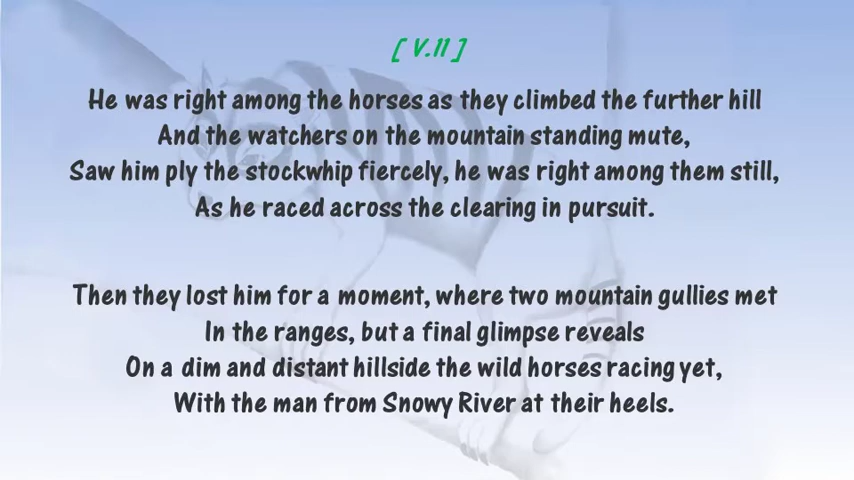 [ V.11 ]
He was right among the horses as they climbed the further hill
And the watchers on the mountain standing mute,
Saw him ply the stockwhip fiercely, he was right among them still,
As he raced across the clearing in pursuit.
Then they lost him for a moment, where two mountain gullies met
In the ranges, but a final glimpse reveals
On a dim and distant hillside the wild horses racing yet,
With the man from Snowy River at their heels.